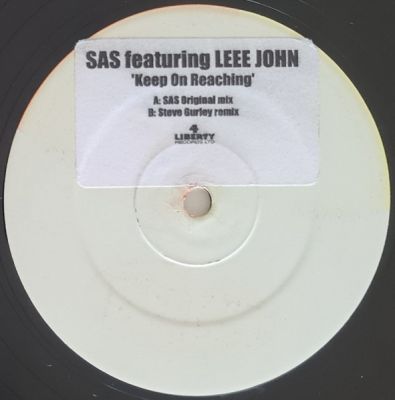 SAS featuring LEEE JOHN
'Keep On Reaching'
A: SAS Original mix
B: Steve Gurley remix
4
LIBERTY
RECORDS LTD